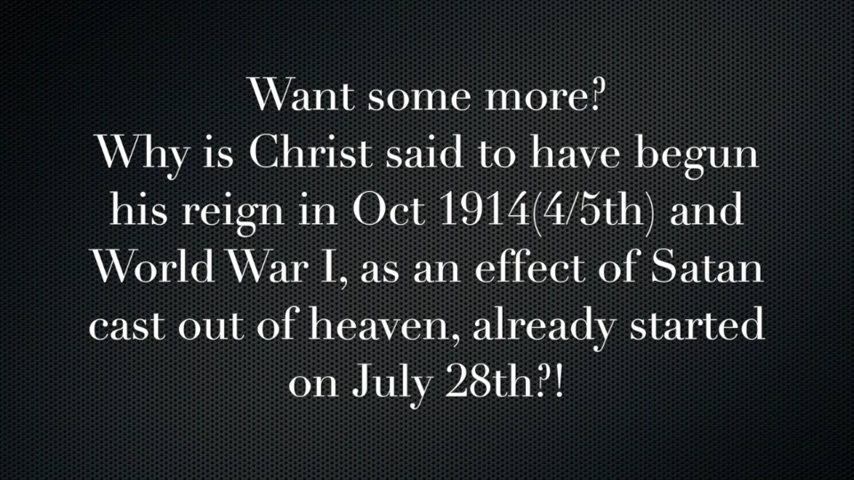 Want some more?
Why is Christ said to have begun
his reign in Oct 1914(4/5th) and
World War I, as an effect of Satan
cast out of heaven, already started
on July 28th?!